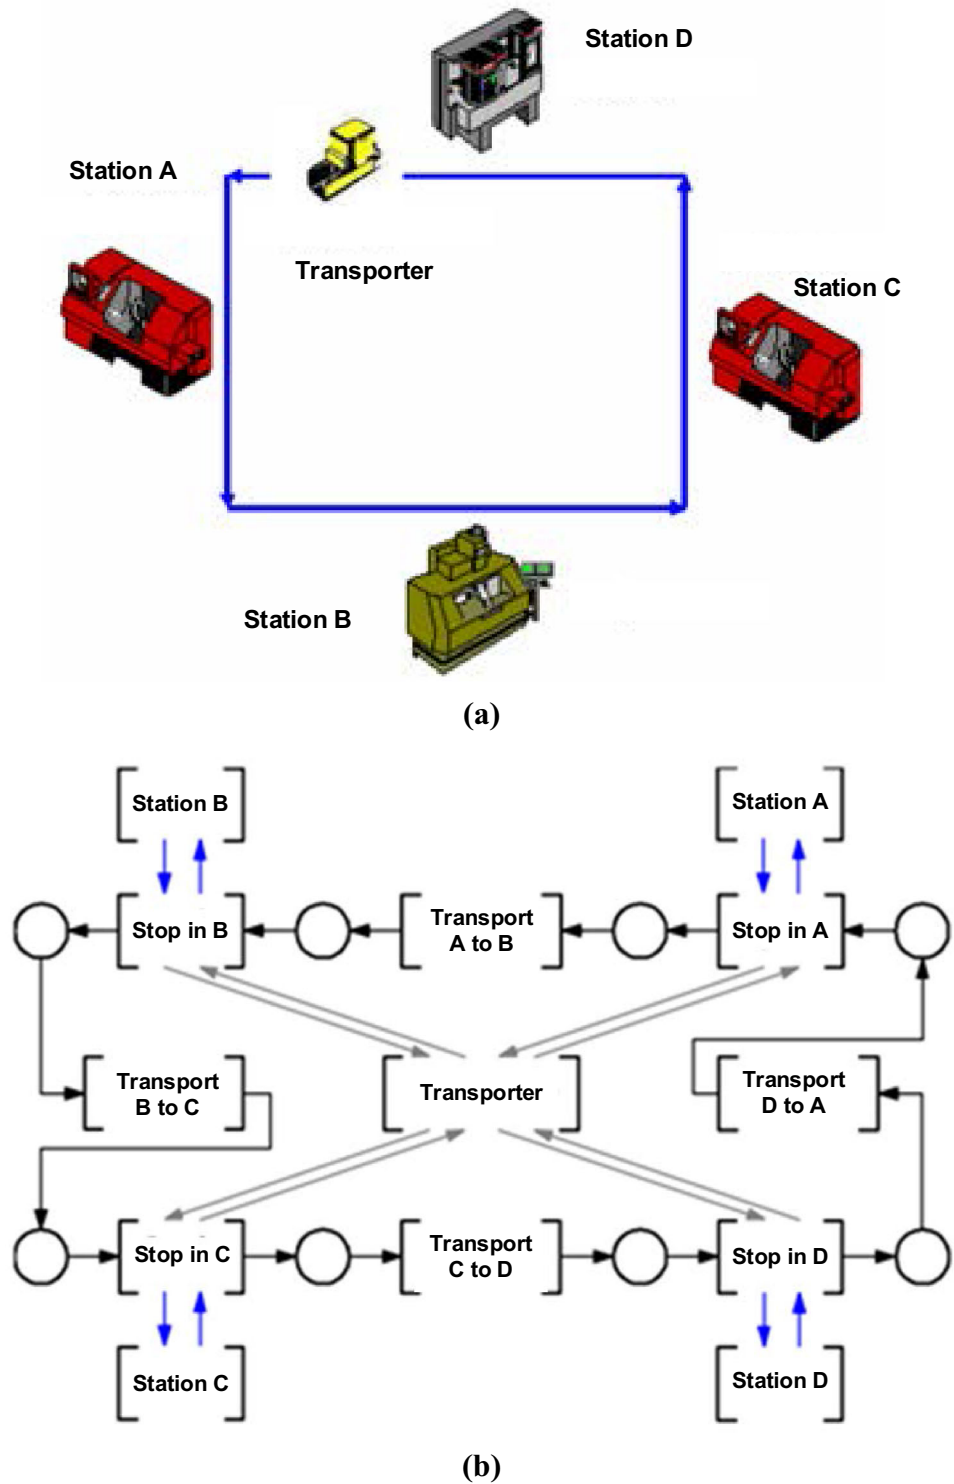 Station D
Station A
Transporter
Station C
Station B
(a)
Station B
Station A
Stop in B
Transport
A to B
Stop in A
Transport
B to C
Transporter
Transport
D to A
Stop in C
Transport
C to D
Stop in D
Station C
Station D
(b)